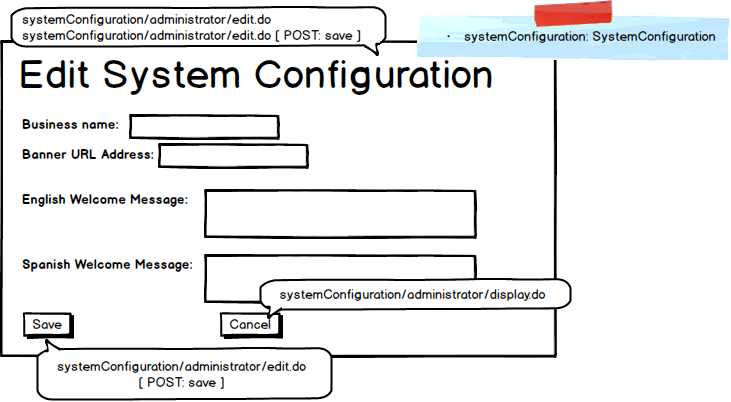 systemConfiguration/administrator/edit.do
systemConfiguration/administrator/edit.do [ POST: save ]
• systemConfiguration: SystemConfiguration
Edit System Configuration
Business name:
Banner URL Address:
English Welcome Message:
Spanish Welcome Message:
systemConfiguration/administrator/display.do
Save Cancel
systemConfiguration/administrator/edit.do
[ POST: save ]